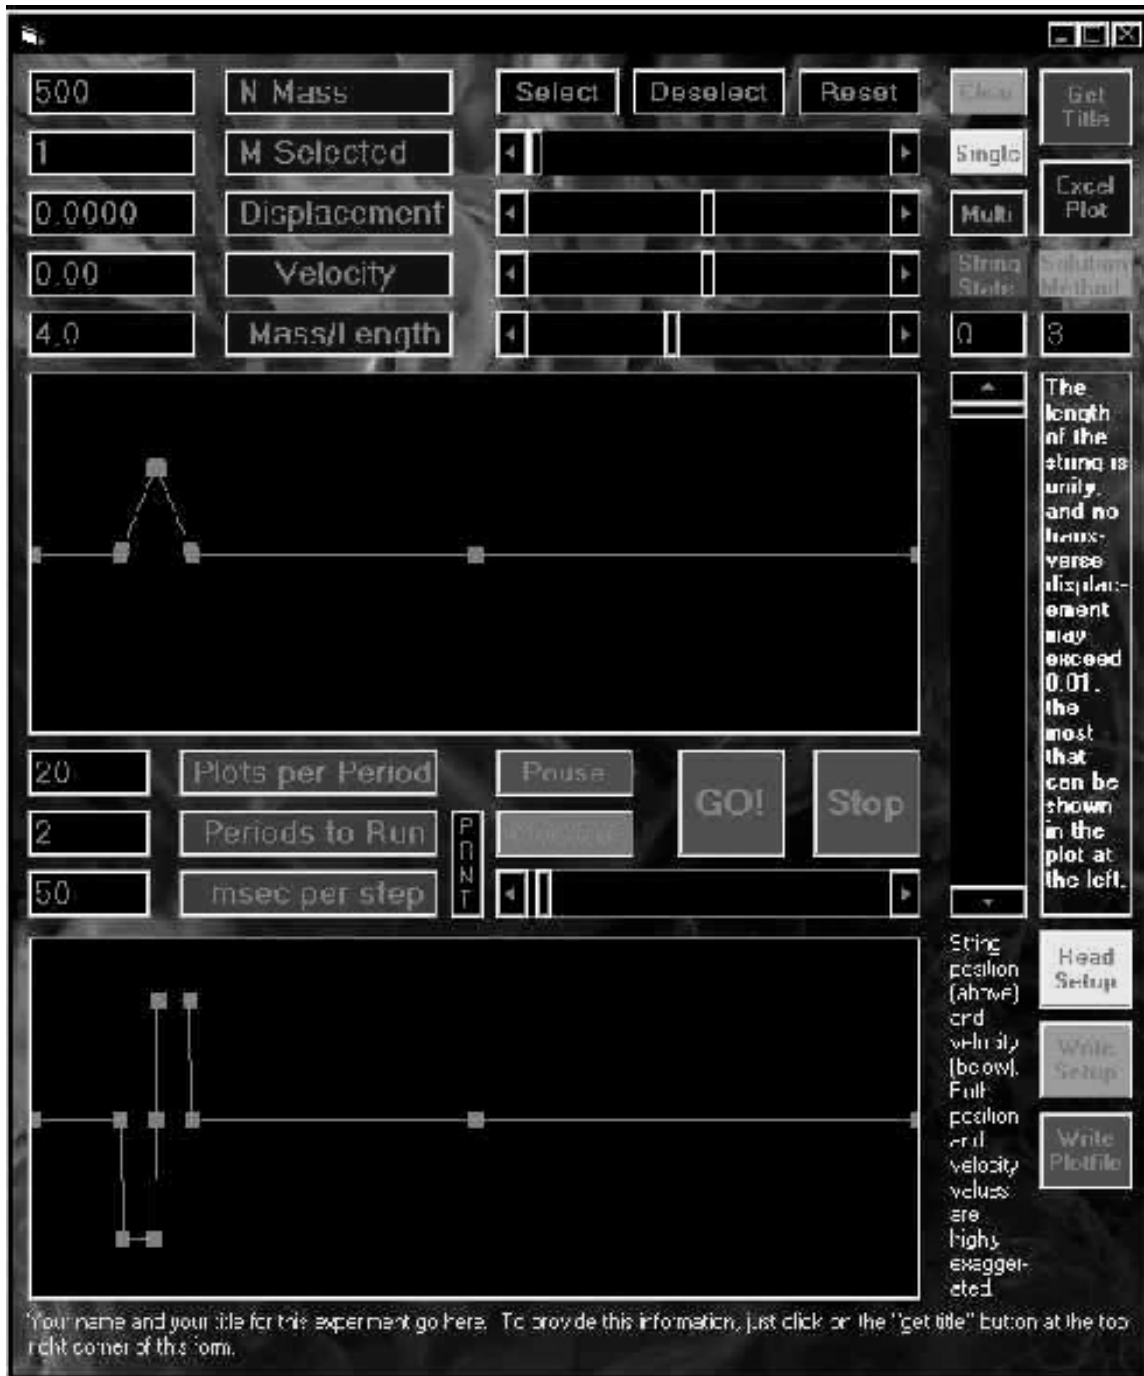 500 N Mass Select Deselect Reset Clear Get
Title
1 M Selected Single
Excel
Plot
0.0000 Displacement Multi
0.00 Velocity String
State Solution
Method
4.0 Mass/Length 0 3
The
length
of the
string is
unity,
and no
trans-
verse
displac-
ement
may
exceed
0.01,
the
most
that
can be
shown
in the
plot at
the left.
20 Plots per Period Pause GO! Stop
2 Periods to Run
50 msec per step
PRNT
String
position
(above)
and
velocity
(below).
Both
position
and
velocity
values
are
highly
exagger-
ated
Read
Setup
Write
Setup
Write
Plotfile
Your name and your title for this experiment go here. To provide this information, just click on the "get title" button at the top
right corner of this form.